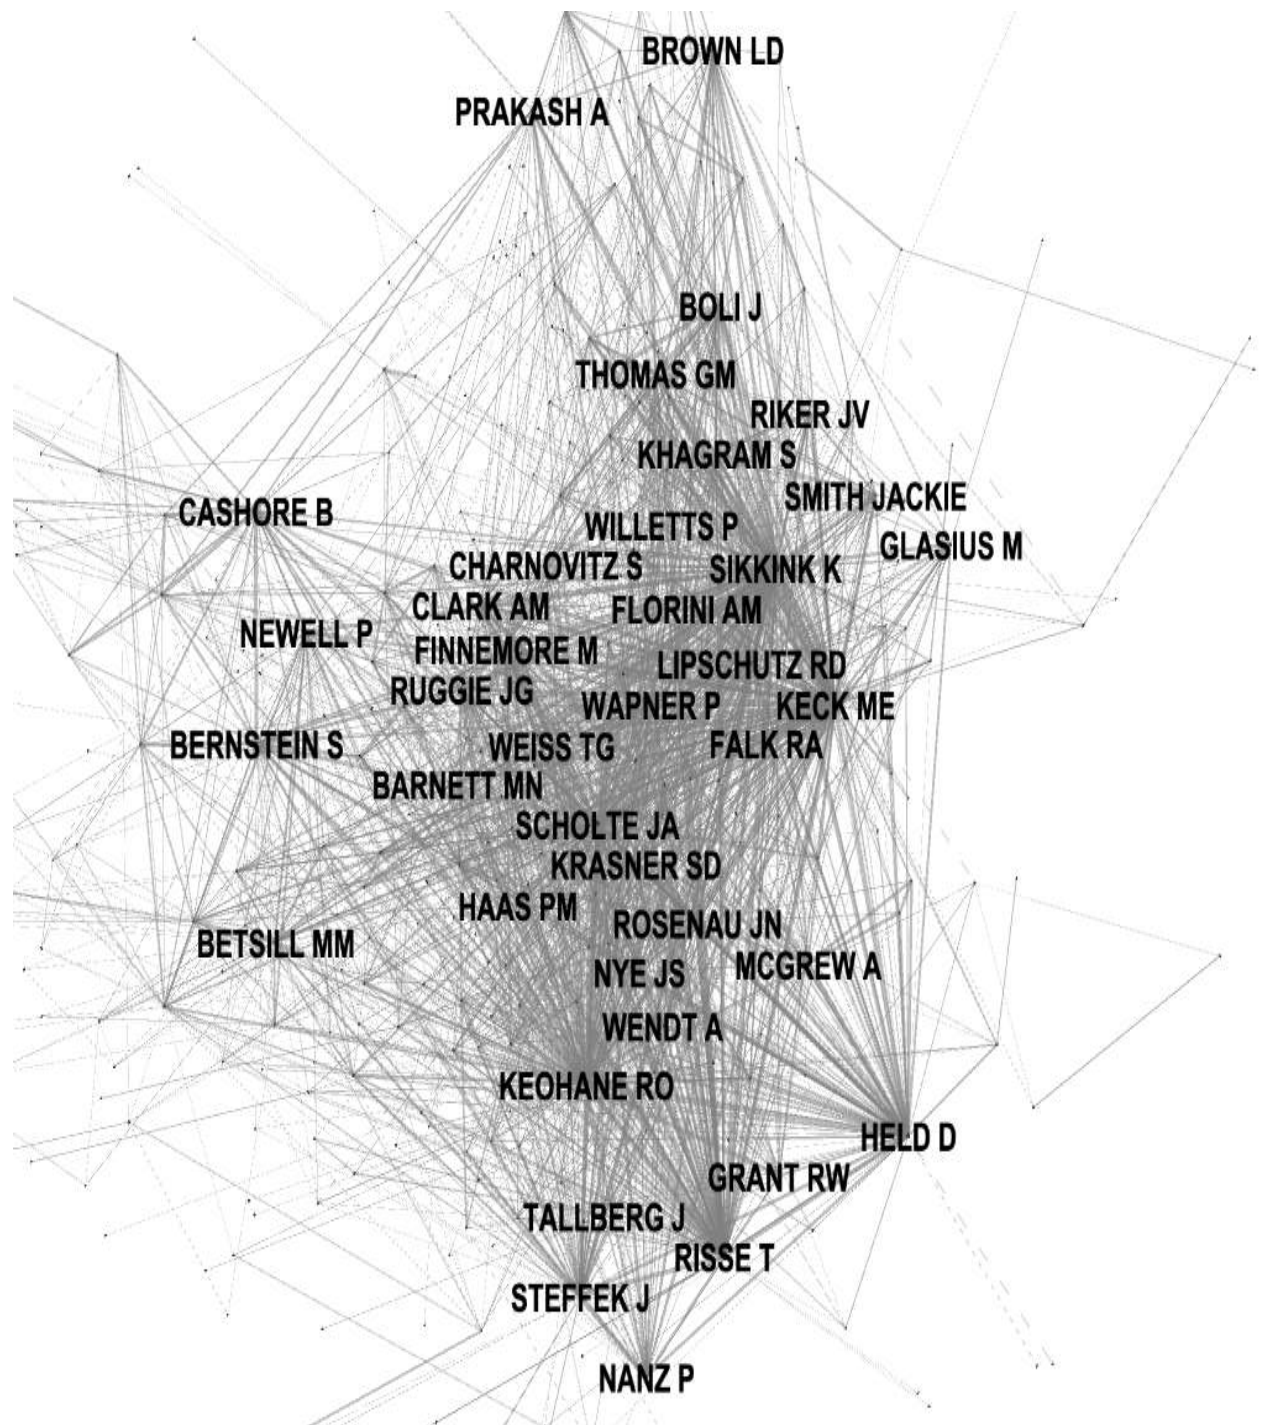 BROWN LD
PRAKASH A
BOLI J
THOMAS GM
RIKER JV
KHAGRAM S
SMITH JACKIE
CASHORE B
WILLETTS P
GLASIUS M
CHARNOVITZ S
SIKKINK K
CLARK AM
FLORINI AM
NEWELL P
FINNEMORE M
LIPSCHUTZ RD
RUGGIE JG
WAPNER P
KECK ME
BERNSTEIN S
WEISS TG
FALK RA
BARNETT MN
SCHOLTE JA
KRASNER SD
HAAS PM
ROSENAU JN
BETSILL MM
NYE JS
MCGREW A
WENDT A
KEOHANE RO
HELD D
GRANT RW
TALLBERG J
RISSE T
STEFFEK J
NANZ P